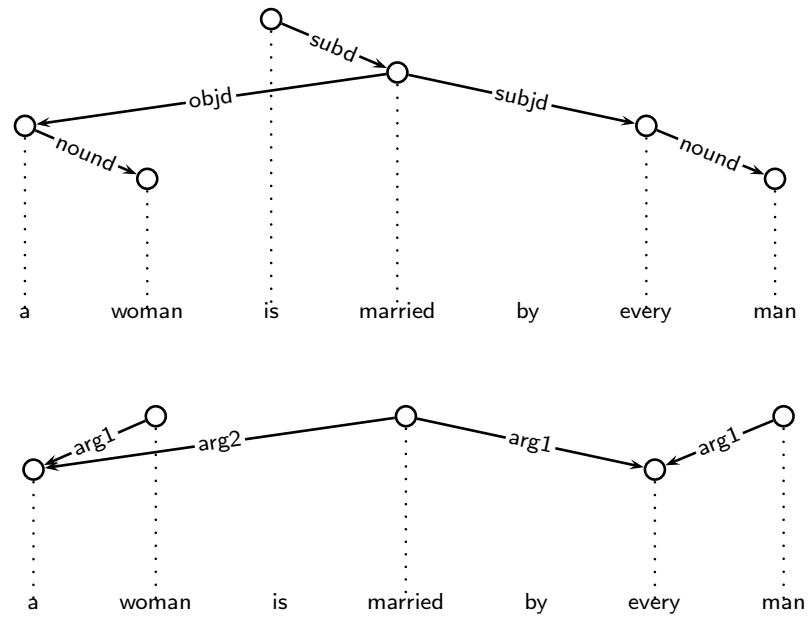 subd
objd
subjd
nound
nound
a woman is married by every man
arg1
arg2
arg1
arg1
a woman is married by every man